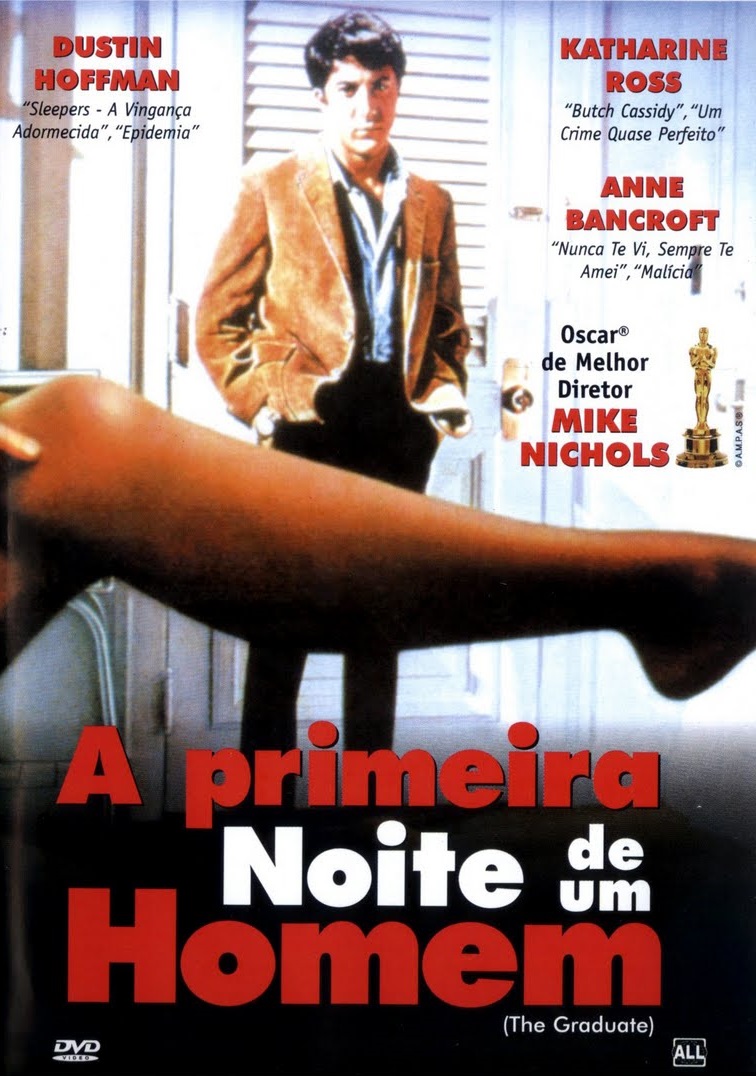 DUSTIN
HOFFMAN
"Sleepers - A Vingança
Adormecida", "Epidemia"
KATHARINE
ROSS
"Butch Cassidy", "Um
Crime Quase Perfeito"
ANNE
BANCROFT
"Nunca Te Vi, Sempre Te
Amei", "Malícia"
Oscar®
de Melhor
Diretor
MIKE
NICHOLS
©A.M.P.A.S.®
A primeira
Noite de
um
Homem
(The Graduate)
DVD
VIDEO
ALL